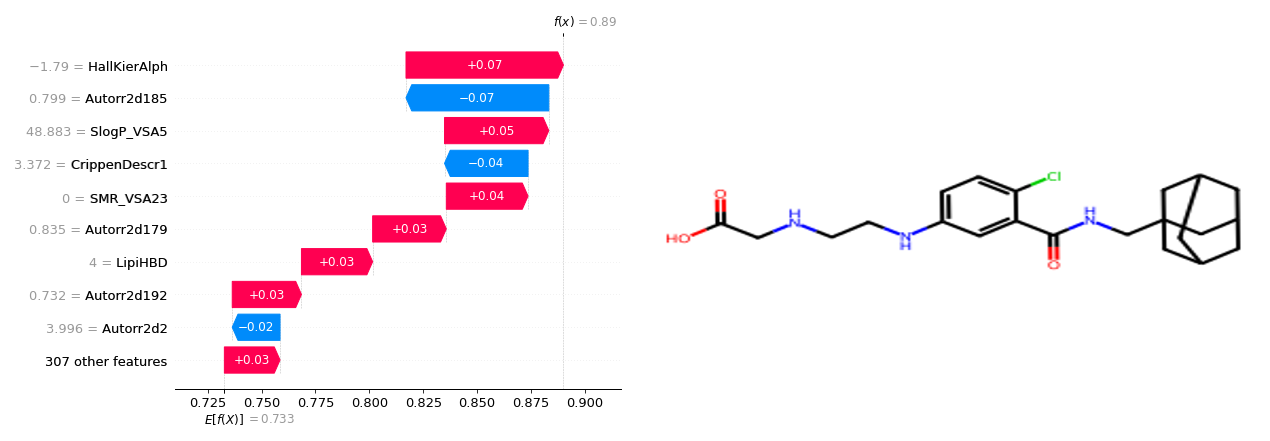 f(x) = 0.89
−1.79 = HallKierAlph
+0.07
0.799 = Autorr2d185
−0.07
48.883 = SlogP_VSA5
+0.05
3.372 = CrippenDescr1
−0.04
0 = SMR_VSA23
+0.04
0.835 = Autorr2d179
+0.03
4 = LipiHBD
+0.03
0.732 = Autorr2d192
+0.03
3.996 = Autorr2d2
−0.02
307 other features
+0.03
0.725 0.750 0.775 0.800 0.825 0.850 0.875 0.900
E[f(X)] = 0.733
Cl
O
H
N
H
N
HO
N
H
O